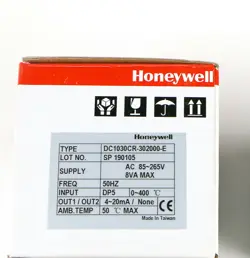 Honeywell
Honeywell
TYPE DC1030CR-302000-E
LOT NO. SP 190105
SUPPLY AC 85~265V
8VA MAX
FREQ 50HZ
INPUT DP5 0~400 ℃
OUT1 / OUT2 4~20mA / None
AMB.TEMP 50 ℃ MAX.
Made In Taiwan